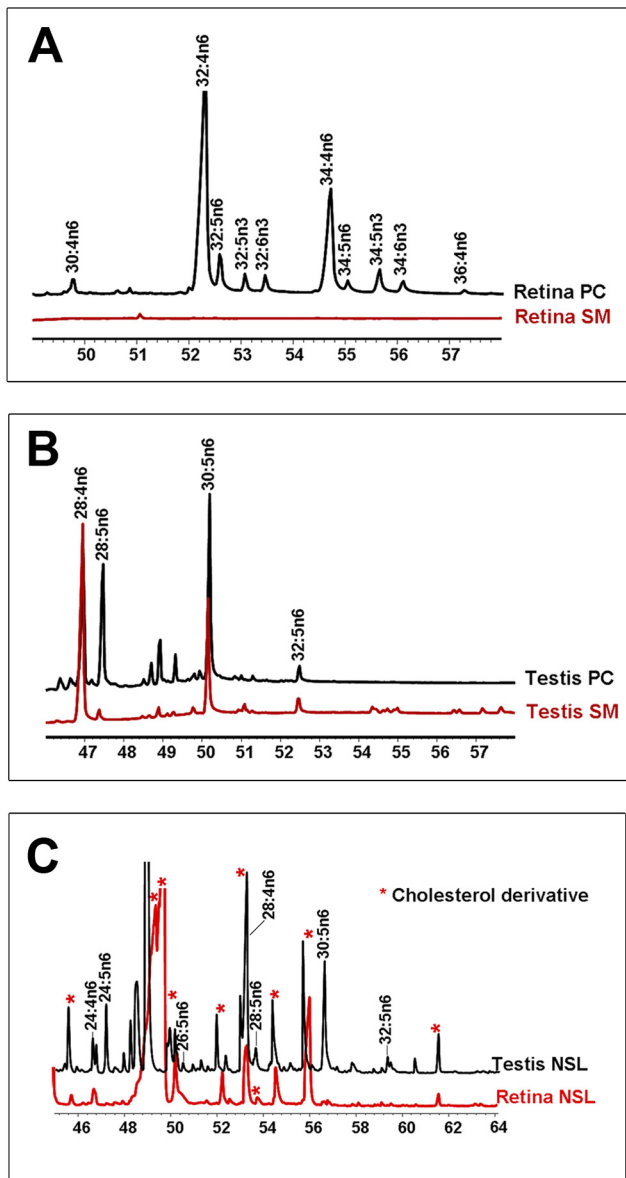 A
30:4n6
32:4n6
32:5n6
32:5n3
32:6n3
34:4n6
34:5n6
34:5n3
34:6n3
36:4n6
Retina PC
Retina SM
50 51 52 53 54 55 56 57
B
28:4n6
28:5n6
30:5n6
32:5n6
Testis PC
Testis SM
47 48 49 50 51 52 53 54 55 56 57
C
* Cholesterol derivative
24:4n6
24:5n6
26:5n6
28:4n6
28:5n6
30:5n6
32:5n6
* * * * * * * * *
Testis NSL
Retina NSL
46 48 50 52 54 56 58 60 62 64